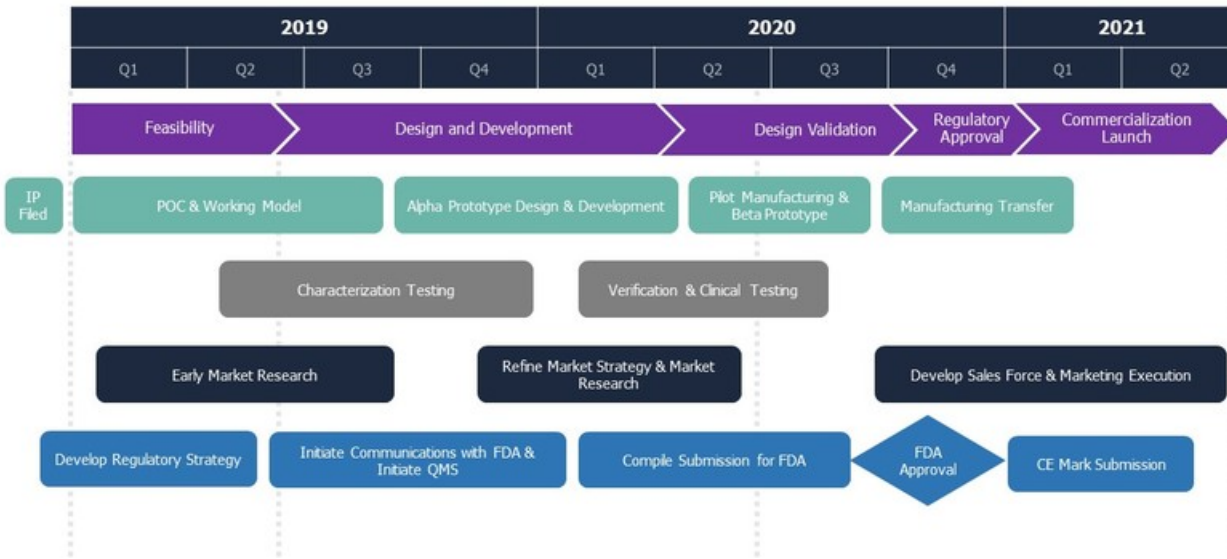 2019
2020
2021
Q1
Q2
Q3
Q4
Q1
Q2
Q3
Q4
Q1
Q2
Feasibility
Design and Development
Design Validation
Regulatory
Approval
Commercialization
Launch
IP
Filed
POC & Working Model
Alpha Prototype Design & Development
Pilot Manufacturing &
Beta Prototype
Manufacturing Transfer
Characterization Testing
Verification & Clinical Testing
Early Market Research
Refine Market Strategy & Market
Research
Develop Sales Force & Marketing Execution
Develop Regulatory Strategy
Initiate Communications with FDA &
Initiate QMS
Compile Submission for FDA
FDA
Approval
CE Mark Submission